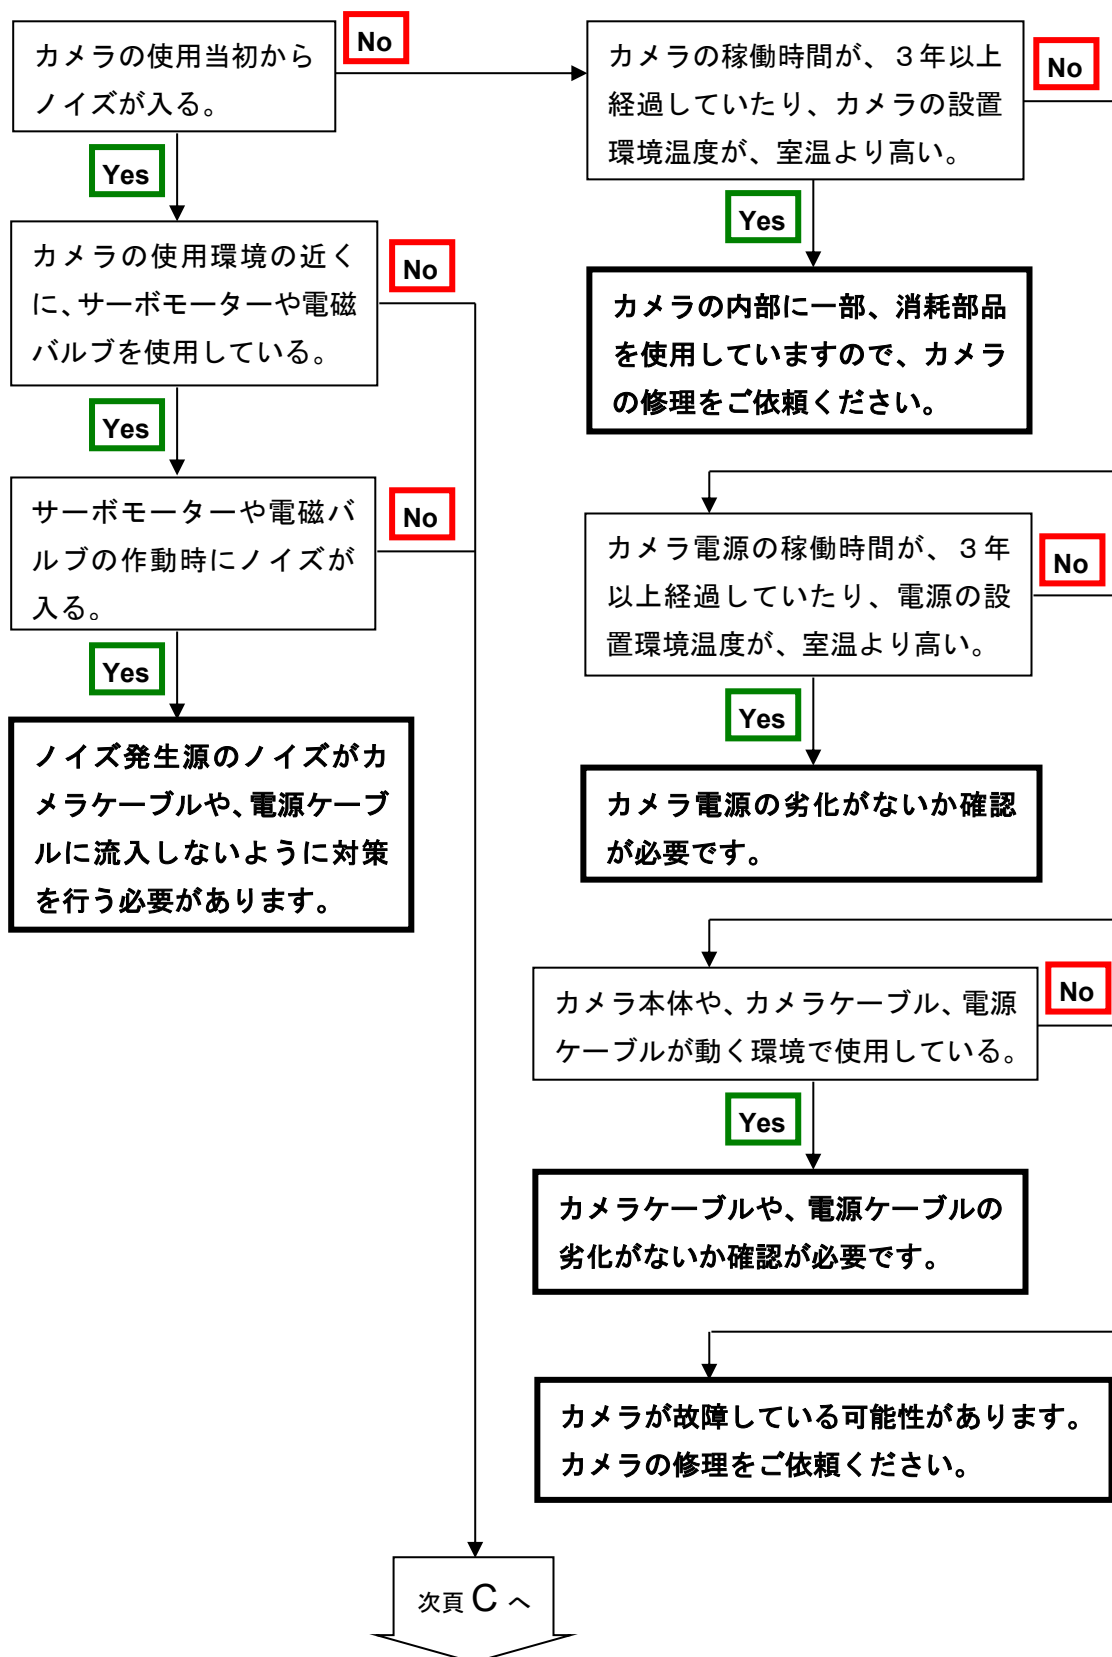 カメラの使用当初から
ノイズが入る。
No
Yes
カメラの使用環境の近く
に、サーボモーターや電磁
バルブを使用している。
No
Yes
サーボモーターや電磁バ
ルブの作動時にノイズが
入る。
No
Yes
ノイズ発生源のノイズがカ
メラケーブルや、電源ケーブ
ルに流入しないように対策
を行う必要があります。
カメラの稼働時間が、３年以上
経過していたり、カメラの設置
環境温度が、室温より高い。
No
Yes
カメラの内部に一部、消耗部品
を使用していますので、カメラ
の修理をご依頼ください。
カメラ電源の稼働時間が、３年
以上経過していたり、電源の設
置環境温度が、室温より高い。
No
Yes
カメラ電源の劣化がないか確認
が必要です。
カメラ本体や、カメラケーブル、電源
ケーブルが動く環境で使用している。
No
Yes
カメラケーブルや、電源ケーブルの
劣化がないか確認が必要です。
カメラが故障している可能性があります。
カメラの修理をご依頼ください。
次頁 C へ